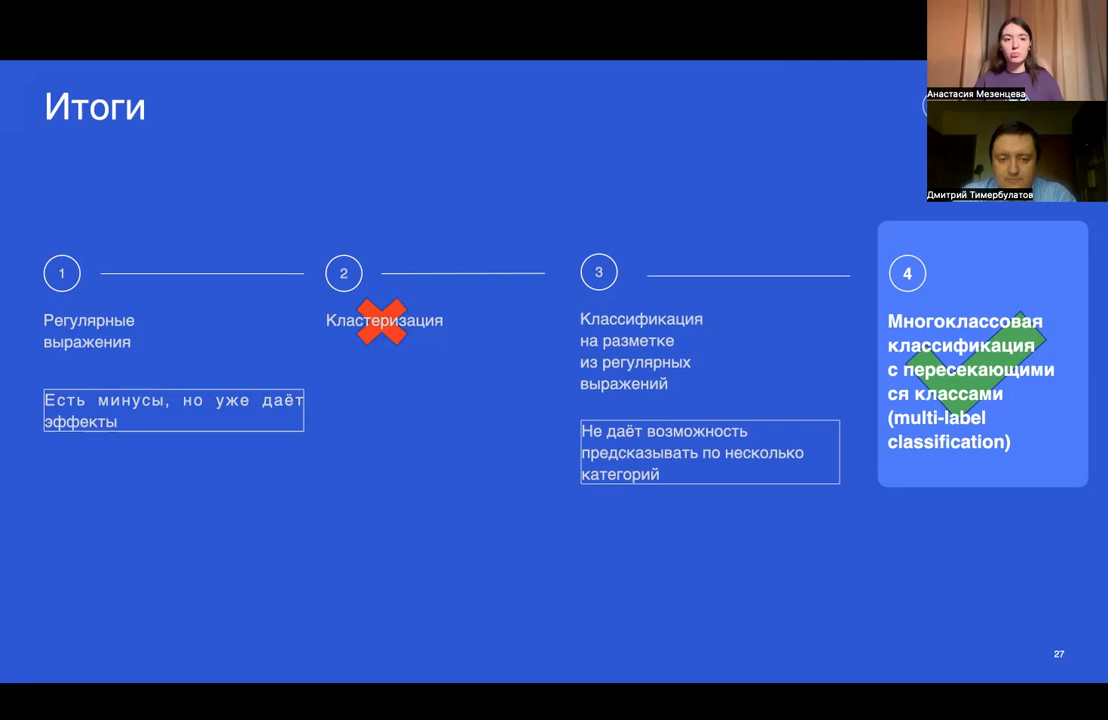 Итоги
Анастасия Мезенцева
Дмитрий Тимербулатов
1
Регулярные
выражения
Есть минусы, но уже даёт
эффекты
2
Кластеризация
3
Классификация
на разметке
из регулярных
выражений
Не даёт возможность
предсказывать по несколько
категорий
4
Многоклассовая
классификация
с пересекающими
ся классами
(multi-label
classification)
27